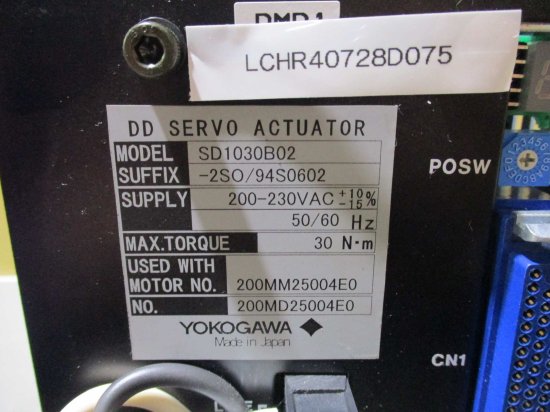 LCHR40728D075
DD SERVO ACTUATOR
MODEL SD1030B02
SUFFIX -2SO/94S0602
SUPPLY 200-230VAC +10 -15 %
50/60 Hz
MAX.TORQUE 30 N·m
USED WITH
MOTOR NO. 200MM25004E0
NO. 200MD25004E0
YOKOGAWA
Made in Japan
POSW
CN1